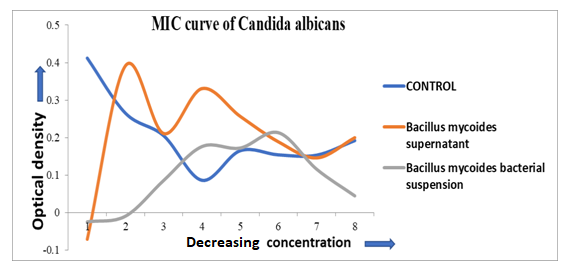 MIC curve of Candida albicans
0.5
0.4
0.3
0.2
0.1
0
-0.1
Optical density
1 2 3 4 5 6 7 8
Decreasing concentration
CONTROL
Bacillus mycoides
supernatant
Bacillus mycoides bacterial
suspension